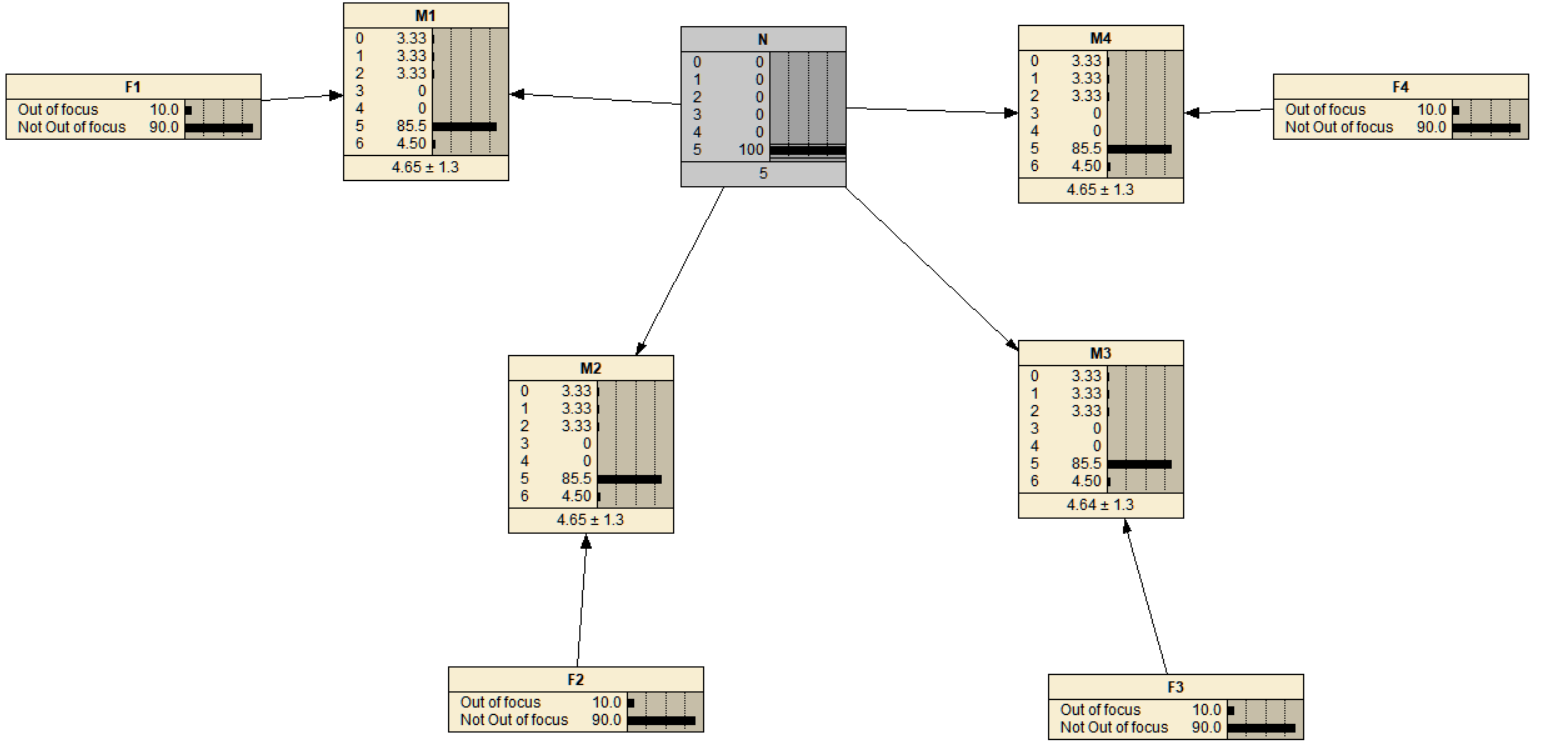 M1
0 3.33
1 3.33
2 3.33
3 0
4 0
5 85.5
6 4.50
4.65 ± 1.3
N
0 0
1 0
2 0
3 0
4 0
5 100
5
M4
0 3.33
1 3.33
2 3.33
3 0
4 0
5 85.5
6 4.50
4.65 ± 1.3
F1
Out of focus 10.0
Not Out of focus 90.0
F4
Out of focus 10.0
Not Out of focus 90.0
M2
0 3.33
1 3.33
2 3.33
3 0
4 0
5 85.5
6 4.50
4.65 ± 1.3
M3
0 3.33
1 3.33
2 3.33
3 0
4 0
5 85.5
6 4.50
4.64 ± 1.3
F2
Out of focus 10.0
Not Out of focus 90.0
F3
Out of focus 10.0
Not Out of focus 90.0